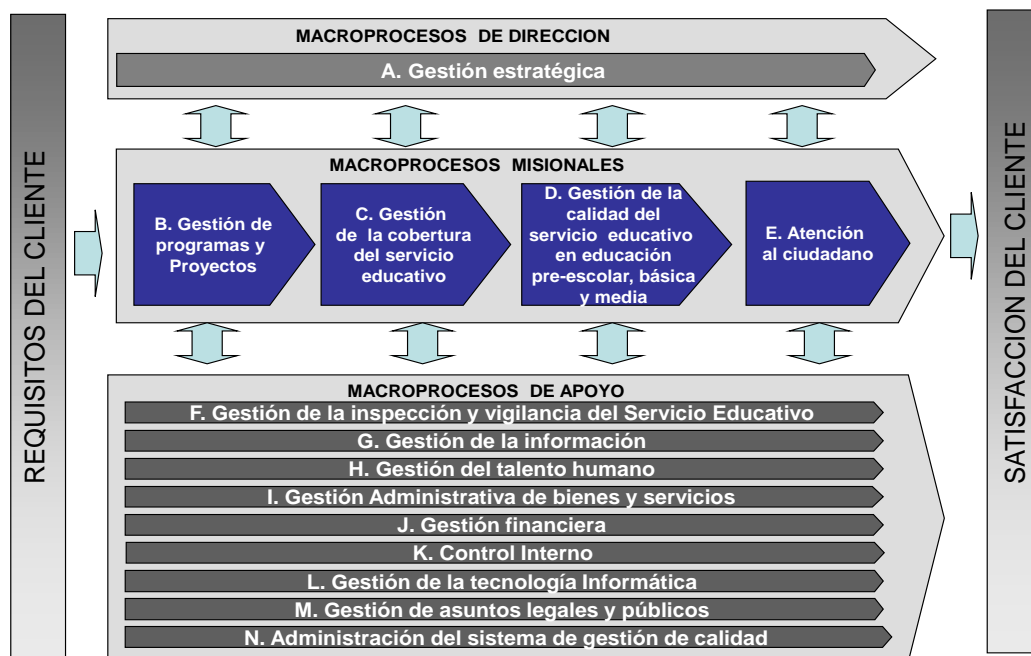 REQUISITOS DEL CLIENTE
MACROPROCESOS DE DIRECCION
A. Gestión estratégica
MACROPROCESOS MISIONALES
B. Gestión de
programas y
Proyectos
C. Gestión
de la cobertura
del servicio
educativo
D. Gestión de la
calidad del
servicio educativo
en educación
pre-escolar, básica
y media
E. Atención
al ciudadano
MACROPROCESOS DE APOYO
F. Gestión de la inspección y vigilancia del Servicio Educativo
G. Gestión de la información
H. Gestión del talento humano
I. Gestión Administrativa de bienes y servicios
J. Gestión financiera
K. Control Interno
L. Gestión de la tecnología Informática
M. Gestión de asuntos legales y públicos
N. Administración del sistema de gestión de calidad
SATISFACCION DEL CLIENTE